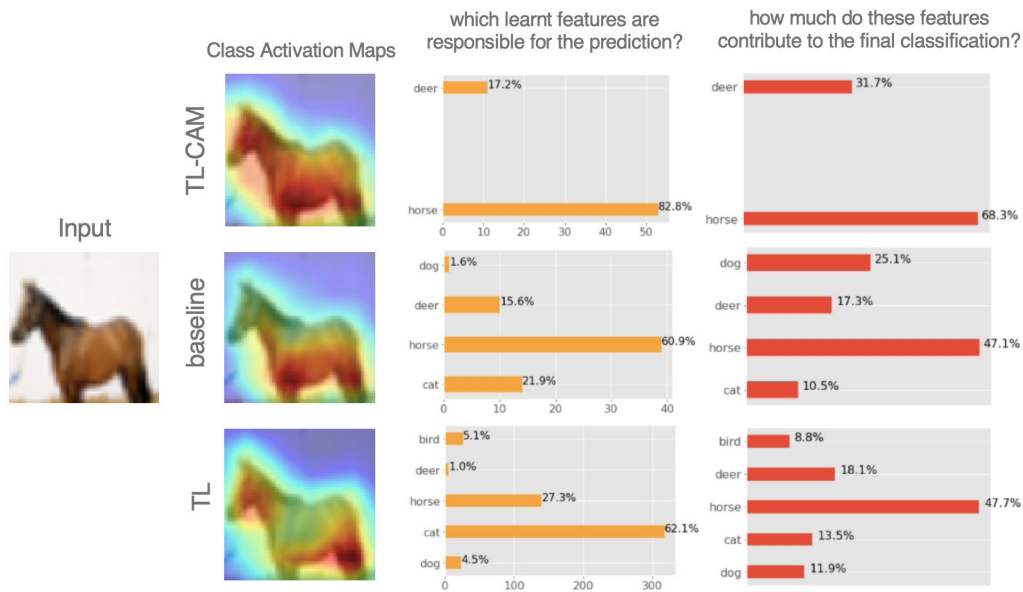 which learnt features are
responsible for the prediction?
how much do these features
contribute to the final classification?
Class Activation Maps
Input
TL-CAM
deer 17.2%
horse 82.8%
0 10 20 30 40 50
deer 31.7%
horse 68.3%
baseline
dog 1.6%
deer 15.6%
horse 60.9%
cat 21.9%
0 10 20 30 40
dog 25.1%
deer 17.3%
horse 47.1%
cat 10.5%
TL
bird 5.1%
deer 1.0%
horse 27.3%
cat 62.1%
dog 4.5%
0 100 200 300
bird 8.8%
deer 18.1%
horse 47.7%
cat 13.5%
dog 11.9%